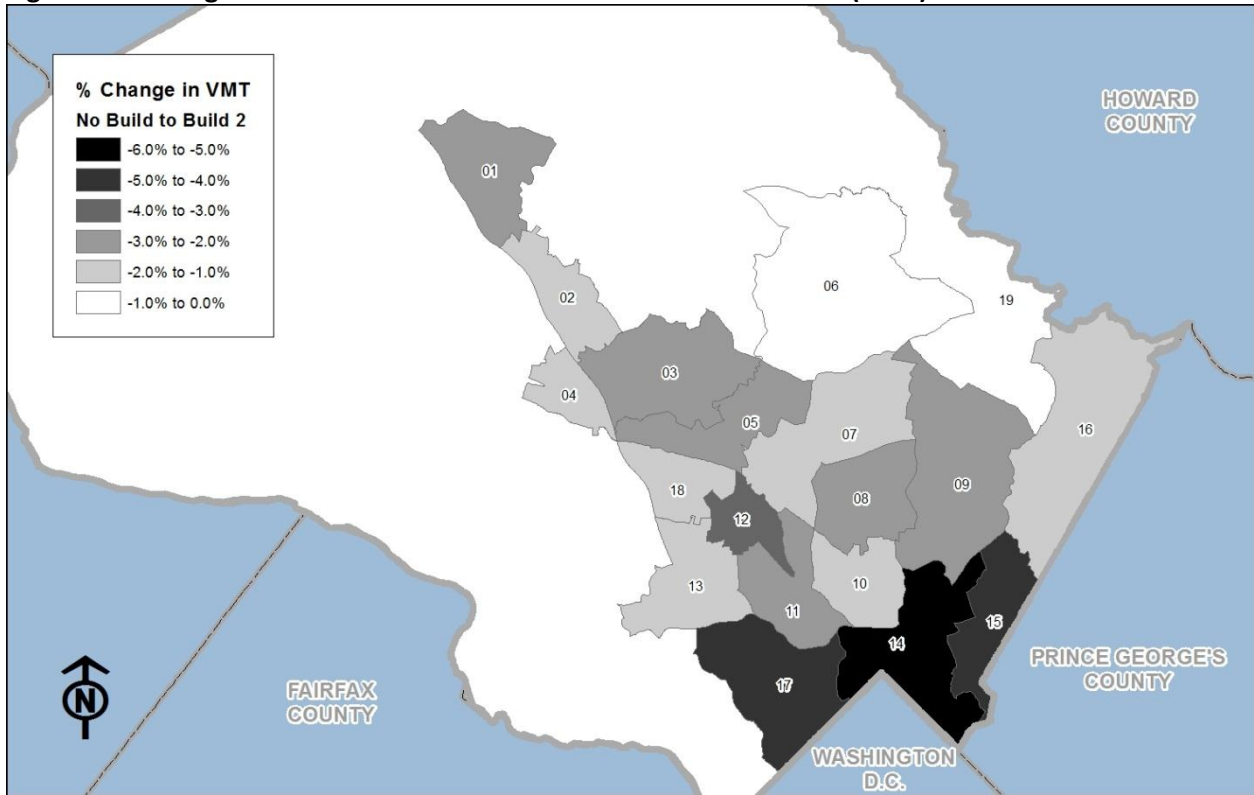 % Change in VMT
No Build to Build 2
-6.0% to -5.0%
-5.0% to -4.0%
-4.0% to -3.0%
-3.0% to -2.0%
-2.0% to -1.0%
-1.0% to 0.0%
HOWARD
COUNTY
01
02
06
19
03
04
05
07
16
18
08
09
12
13
10
11
15
14
17
PRINCE GEORGE'S
COUNTY
N
FAIRFAX
COUNTY
WASHINGTON
D.C.